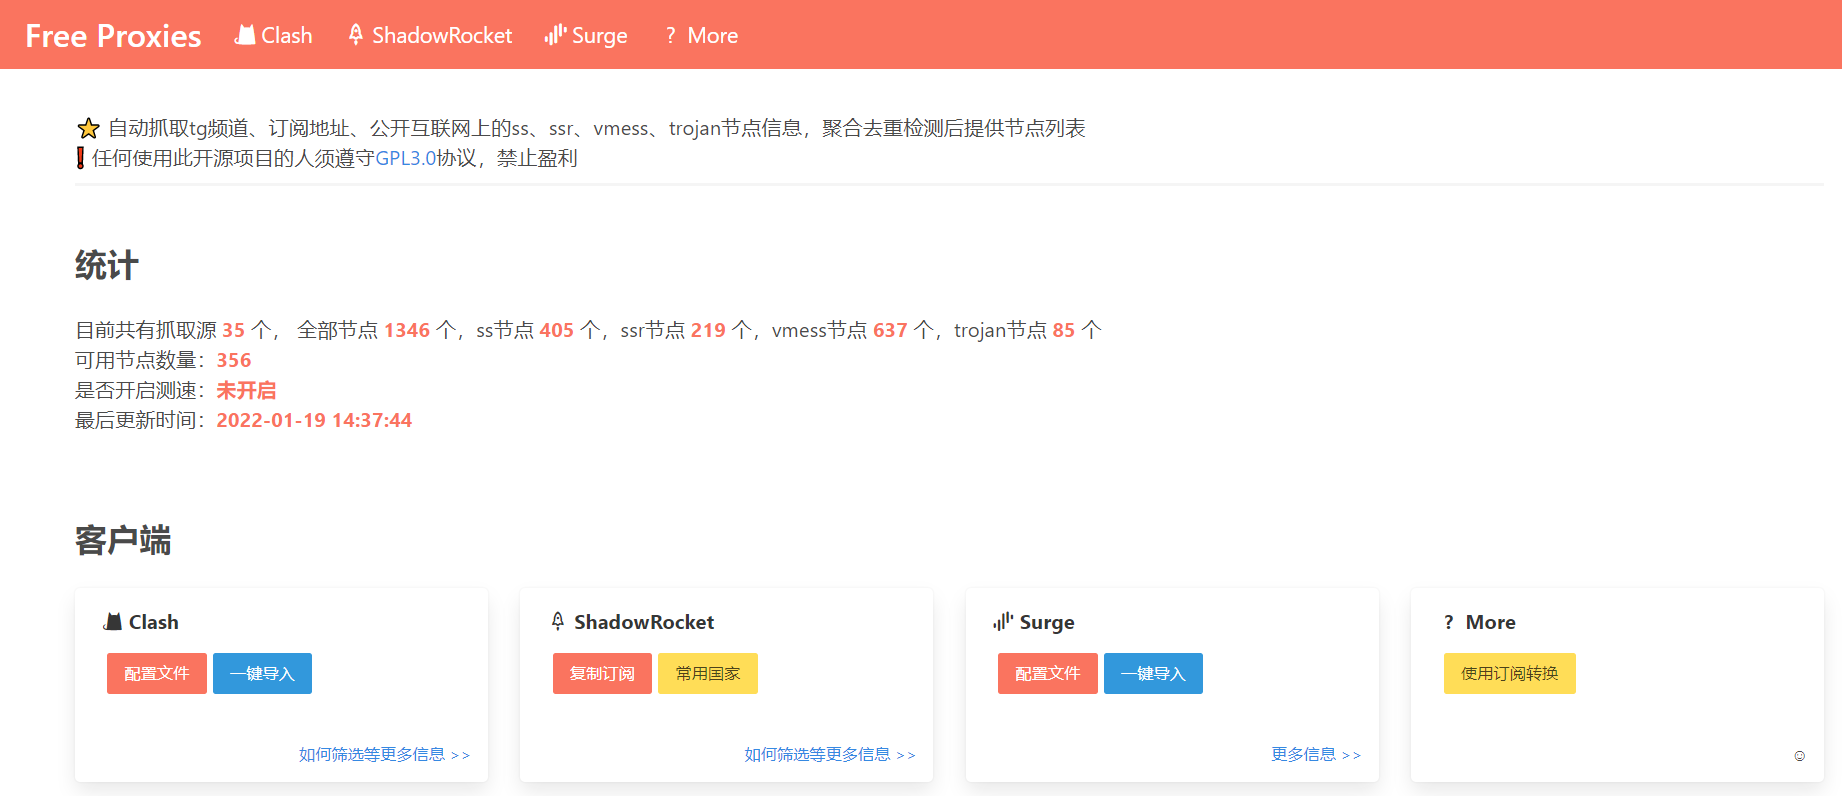 Free Proxies Clash ShadowRocket Surge ? More
⭐ 自动抓取tg频道、订阅地址、公开互联网上的ss、ssr、vmess、trojan节点信息，聚合去重检测后提供节点列表
❗任何使用此开源项目的人须遵守GPL3.0协议，禁止盈利
统计
目前共有抓取源 35 个， 全部节点 1346 个，ss节点 405 个，ssr节点 219 个，vmess节点 637 个，trojan节点 85 个
可用节点数量：356
是否开启测速：未开启
最后更新时间：2022-01-19 14:37:44
客户端
Clash
配置文件 一键导入
如何筛选等更多信息 >>
ShadowRocket
复制订阅 常用国家
如何筛选等更多信息 >>
Surge
配置文件 一键导入
更多信息 >>
? More
使用订阅转换
☺